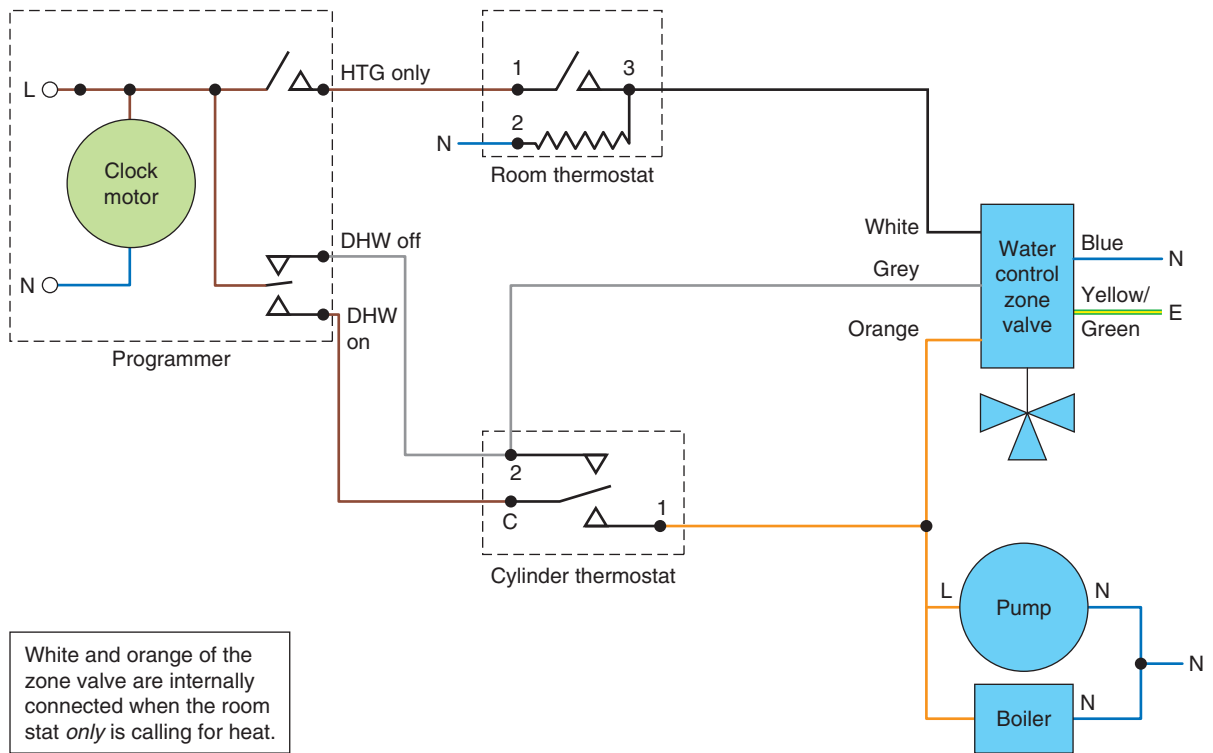 L
Clock
motor
N
Programmer
HTG only
DHW off
DHW
on
1
3
2
N
Room thermostat
White
Grey
Orange
Water
control
zone
valve
Blue
N
Yellow/
Green
E
2
C
1
Cylinder thermostat
L
Pump
N
N
Boiler
N
White and orange of the
zone valve are internally
connected when the room
stat only is calling for heat.